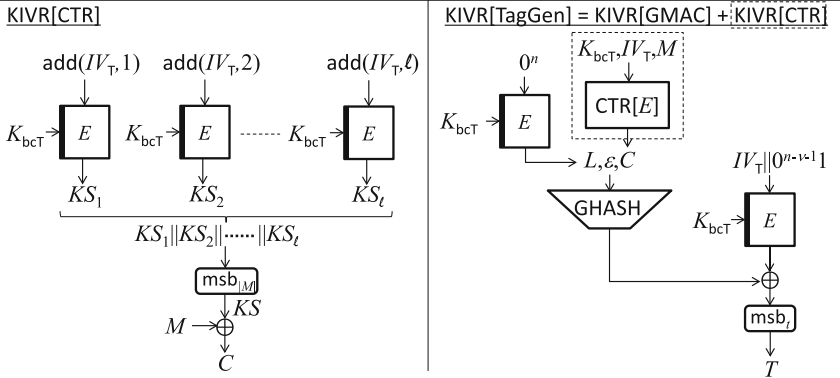 KIVR[CTR]
add(IV_T,1) add(IV_T,2) add(IV_T,ℓ)
K_bcT E K_bcT E K_bcT E
KS_1 KS_2 KS_ℓ
KS_1||KS_2||······||KS_ℓ
msb_|M|
KS
M
C
KIVR[TagGen] = KIVR[GMAC] + KIVR[CTR]
0^n K_bcT,IV_T,M
K_bcT E CTR[E]
L,ε,C
IV_T||0^{n-ν-1}1
GHASH
K_bcT E
msb_t
T